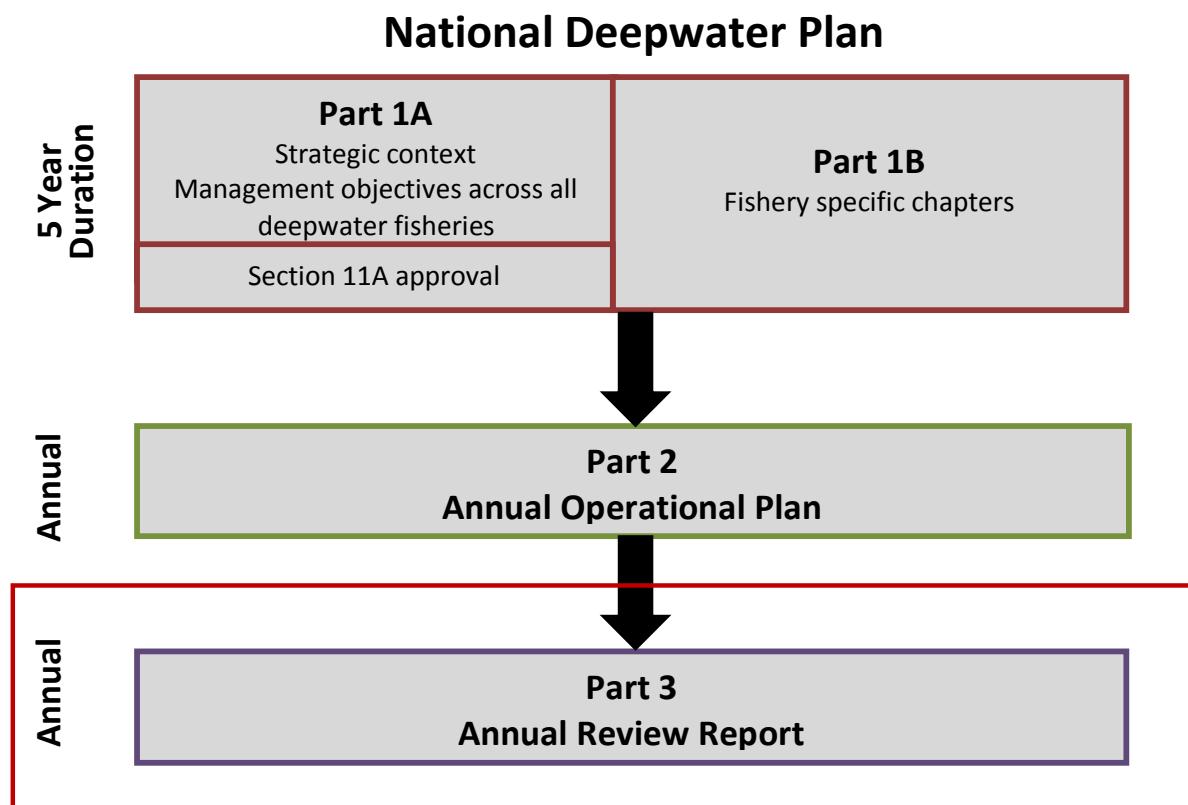 National Deepwater Plan
5 Year
Duration
Part 1A
Strategic context
Management objectives across all
deepwater fisheries
Section 11A approval
Part 1B
Fishery specific chapters
Annual
Part 2
Annual Operational Plan
Annual
Part 3
Annual Review Report